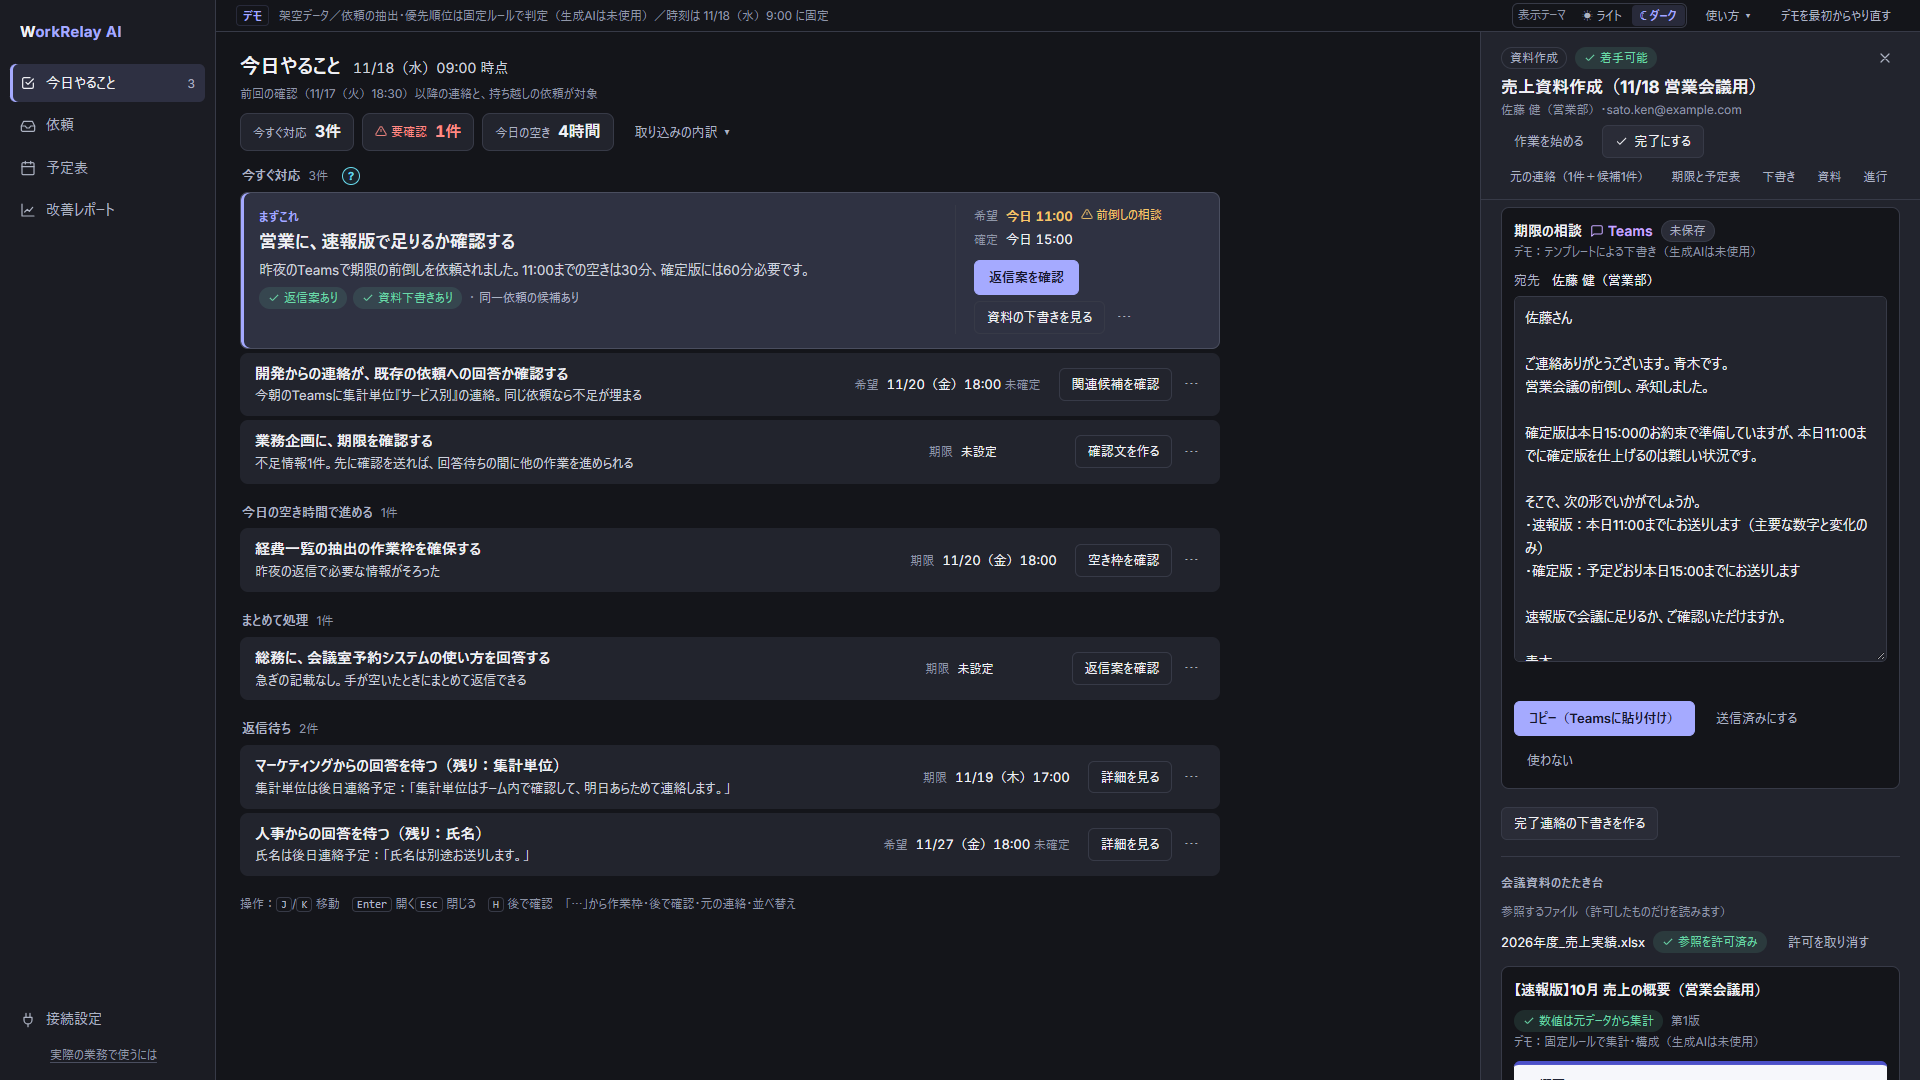 WorkRelay AI
今日やること 3
依頼
予定表
改善レポート
接続設定
実際の業務で使うには
デモ 架空データ／依頼の抽出・優先順位は固定ルールで判定（生成AIは未使用）／時刻は 11/18（水）9:00 に固定
表示テーマ ライト ダーク 使い方 ▼ デモを最初からやり直す
今日やること 11/18（水）09:00 時点
前回の確認（11/17（火）18:30）以降の連絡と、持ち越しの依頼が対象
今すぐ対応 3件 要確認 1件 今日の空き 4時間 取り込みの内訳 ▼
今すぐ対応 3件 ?
まずこれ
営業に、速報版で足りるか確認する
昨夜のTeamsで期限の前倒しを依頼されました。11:00までの空きは30分、確定版には60分必要です。
✓ 返信案あり ✓ 資料下書きあり ・同一依頼の候補あり
希望 今日 11:00 前倒しの相談
確定 今日 15:00
返信案を確認
資料の下書きを見る …
開発からの連絡が、既存の依頼への回答か確認する
今朝のTeamsに集計単位『サービス別』の連絡。同じ依頼なら不足が埋まる
希望 11/20（金）18:00 未確定 関連候補を確認 …
業務企画に、期限を確認する
不足情報1件。先に確認を送れば、回答待ちの間に他の作業を進められる
期限 未設定 確認文を作る …
今日の空き時間で進める 1件
経費一覧の抽出の作業枠を確保する
昨夜の返信で必要な情報がそろった
期限 11/20（金）18:00 空き枠を確認 …
まとめて処理 1件
総務に、会議室予約システムの使い方を回答する
急ぎの記載なし。手が空いたときにまとめて返信できる
期限 未設定 返信案を確認 …
返信待ち 2件
マーケティングからの回答を待つ（残り：集計単位）
集計単位は後日連絡予定：「集計単位はチーム内で確認して、明日あらためて連絡します。」
期限 11/19（木）17:00 詳細を見る …
人事からの回答を待つ（残り：氏名）
氏名は後日連絡予定：「氏名は別途お送りします。」
希望 11/27（金）18:00 未確定 詳細を見る …
操作：J/K 移動 Enter 開く Esc 閉じる H 後で確認 「…」から作業枠・後で確認・元の連絡・並べ替え
資料作成 ✓ 着手可能
売上資料作成（11/18 営業会議用）
佐藤 健（営業部）・sato.ken@example.com
作業を始める ✓ 完了にする
元の連絡（1件＋候補1件） 期限と予定表 下書き 資料 進行
期限の相談 Teams 未保存
デモ：テンプレートによる下書き（生成AIは未使用）
宛先 佐藤 健（営業部）
佐藤さん
ご連絡ありがとうございます。青木です。
営業会議の前倒し、承知しました。
確定版は本日15:00のお約束で準備していますが、本日11:00ま
でに確定版を仕上げるのは難しい状況です。
そこで、次の形でいかがでしょうか。
・速報版：本日11:00までにお送りします（主要な数字と変化の
み）
・確定版：予定どおり本日15:00までにお送りします
速報版で会議に足りるか、ご確認いただけますか。
青木
コピー（Teamsに貼り付け） 送信済みにする
使わない
完了連絡の下書きを作る
会議資料のたたき台
参照するファイル（許可したものだけを読みます）
2026年度_売上実績.xlsx ✓ 参照を許可済み 許可を取り消す
【速報版】10月 売上の概要（営業会議用）
✓ 数値は元データから集計 第1版
デモ：固定ルールで集計・構成（生成AIは未使用）